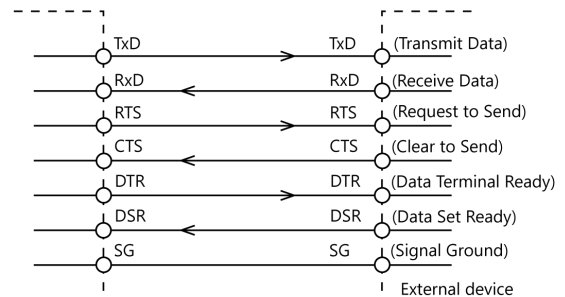 TxD TxD (Transmit Data)
RxD RxD (Receive Data)
RTS RTS (Request to Send)
CTS CTS (Clear to Send)
DTR DTR (Data Terminal Ready)
DSR DSR (Data Set Ready)
SG SG (Signal Ground)
External device